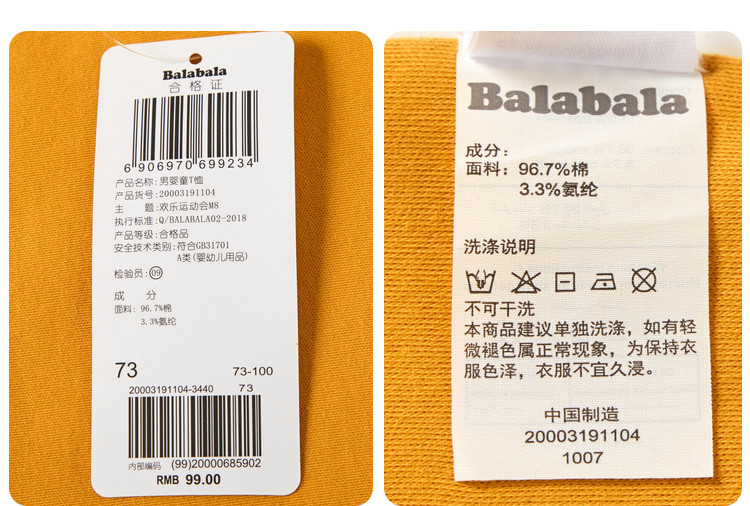 Balabala
合格证
6 906970 699234
产品名称: 男婴童T恤
产品货号: 20003191104
主 题: 欢乐运动会M8
执行标准: Q/BALABALA02-2018
产品等级: 合格品
安全技术类别: 符合GB31701
A类(婴幼儿用品)
检验员: 09
成 分
面料: 96.7%棉
3.3%氨纶
73 73-100
20003191104-3440 73
内部编码 (99)20000685902
RMB 99.00
Balabala
成分:
面料: 96.7%棉
3.3%氨纶
洗涤说明
不可干洗
本商品建议单独洗涤，如有轻
微褪色属正常现象，为保持衣
服色泽，衣服不宜久浸。
中国制造
20003191104
1007